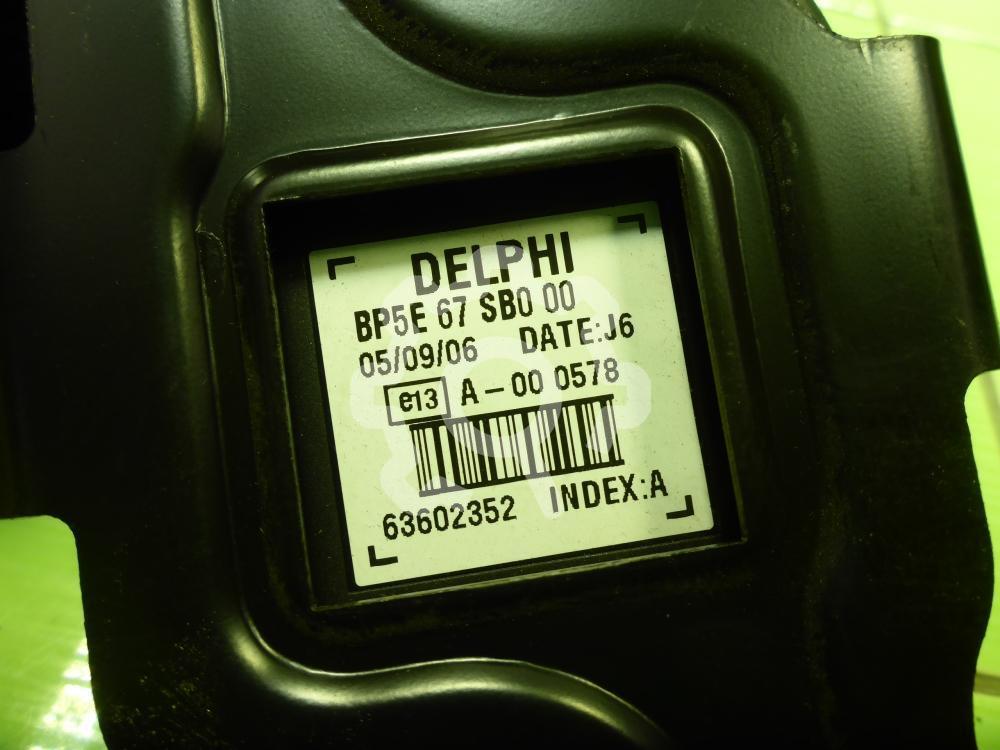 DELPHI
BP5E 67 SB0 00
05/09/06 DATE:J6
e13 A-00 0578
63602352 INDEX:A